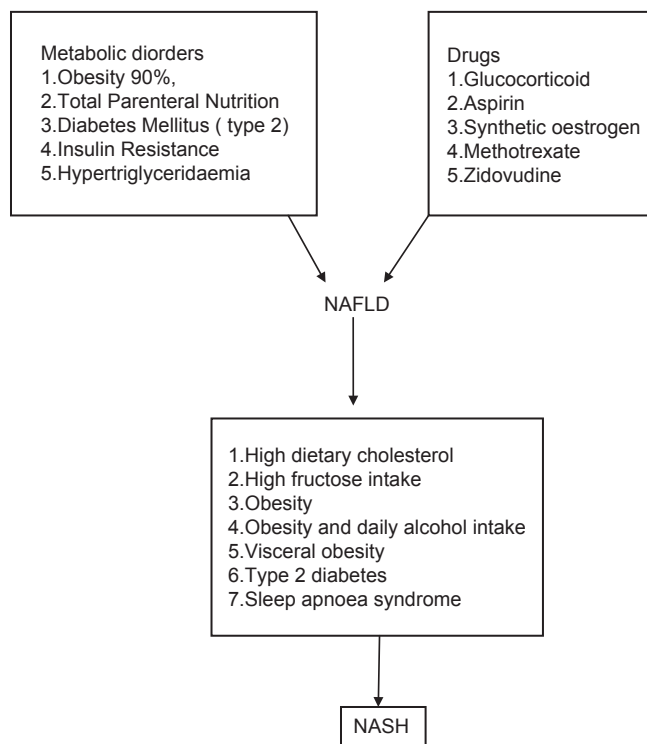 Metabolic diorders
1.Obesity 90%,
2.Total Parenteral Nutrition
3.Diabetes Mellitus ( type 2)
4.Insulin Resistance
5.Hypertriglyceridaemia
Drugs
1.Glucocorticoid
2.Aspirin
3.Synthetic oestrogen
4.Methotrexate
5.Zidovudine
NAFLD
1.High dietary cholesterol
2.High fructose intake
3.Obesity
4.Obesity and daily alcohol intake
5.Visceral obesity
6.Type 2 diabetes
7.Sleep apnoea syndrome
NASH